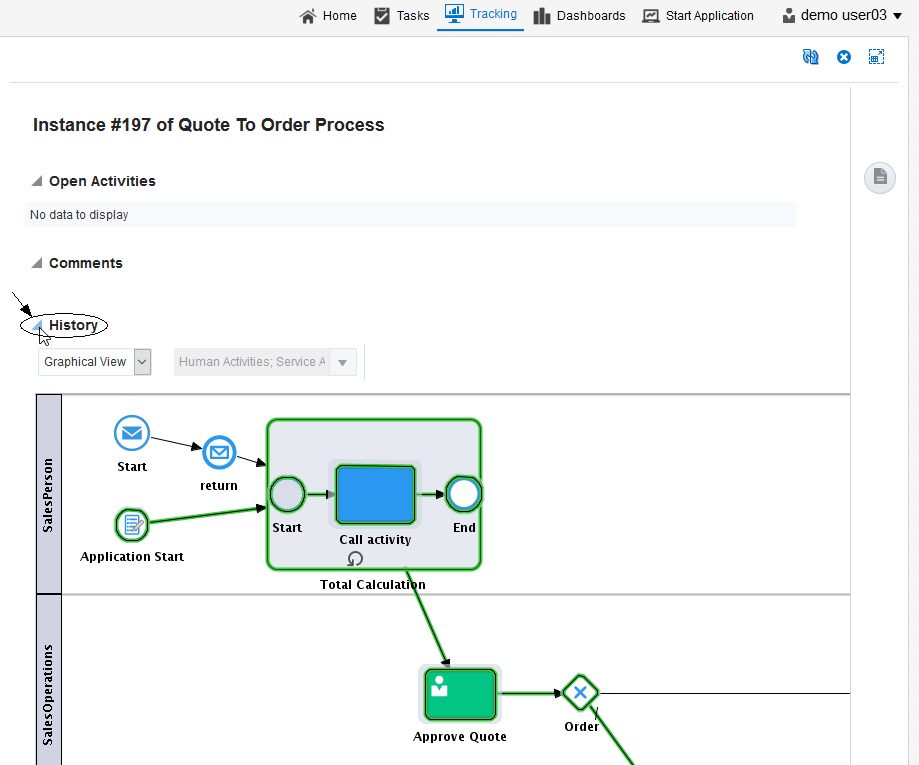 Home Tasks Tracking Dashboards Start Application demo user03
Instance #197 of Quote To Order Process
Open Activities
No data to display
Comments
History
Graphical View Human Activities; Service A
SalesPerson
Start
return
Start
Call activity
End
Application Start
Total Calculation
SalesOperations
Approve Quote
Order